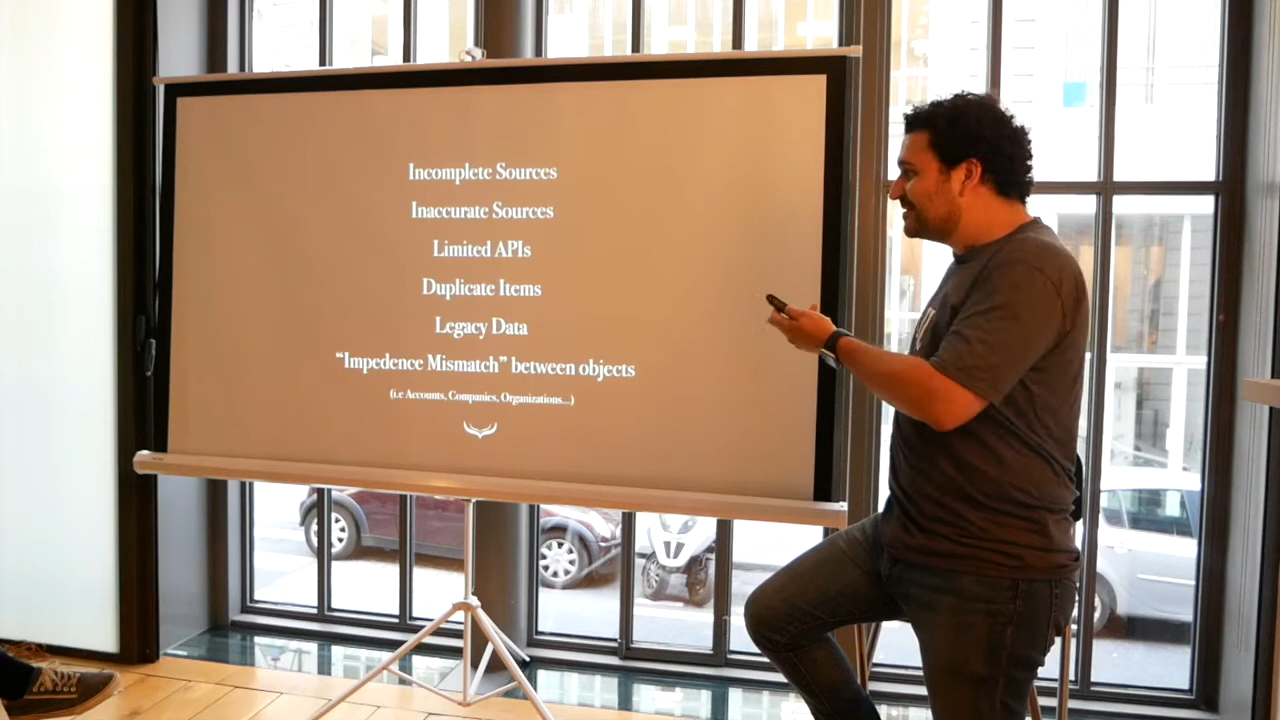 Incomplete Sources
Inaccurate Sources
Limited APIs
Duplicate Items
Legacy Data
“Impedence Mismatch” between objects
(i.e Accounts, Companies, Organizations...)